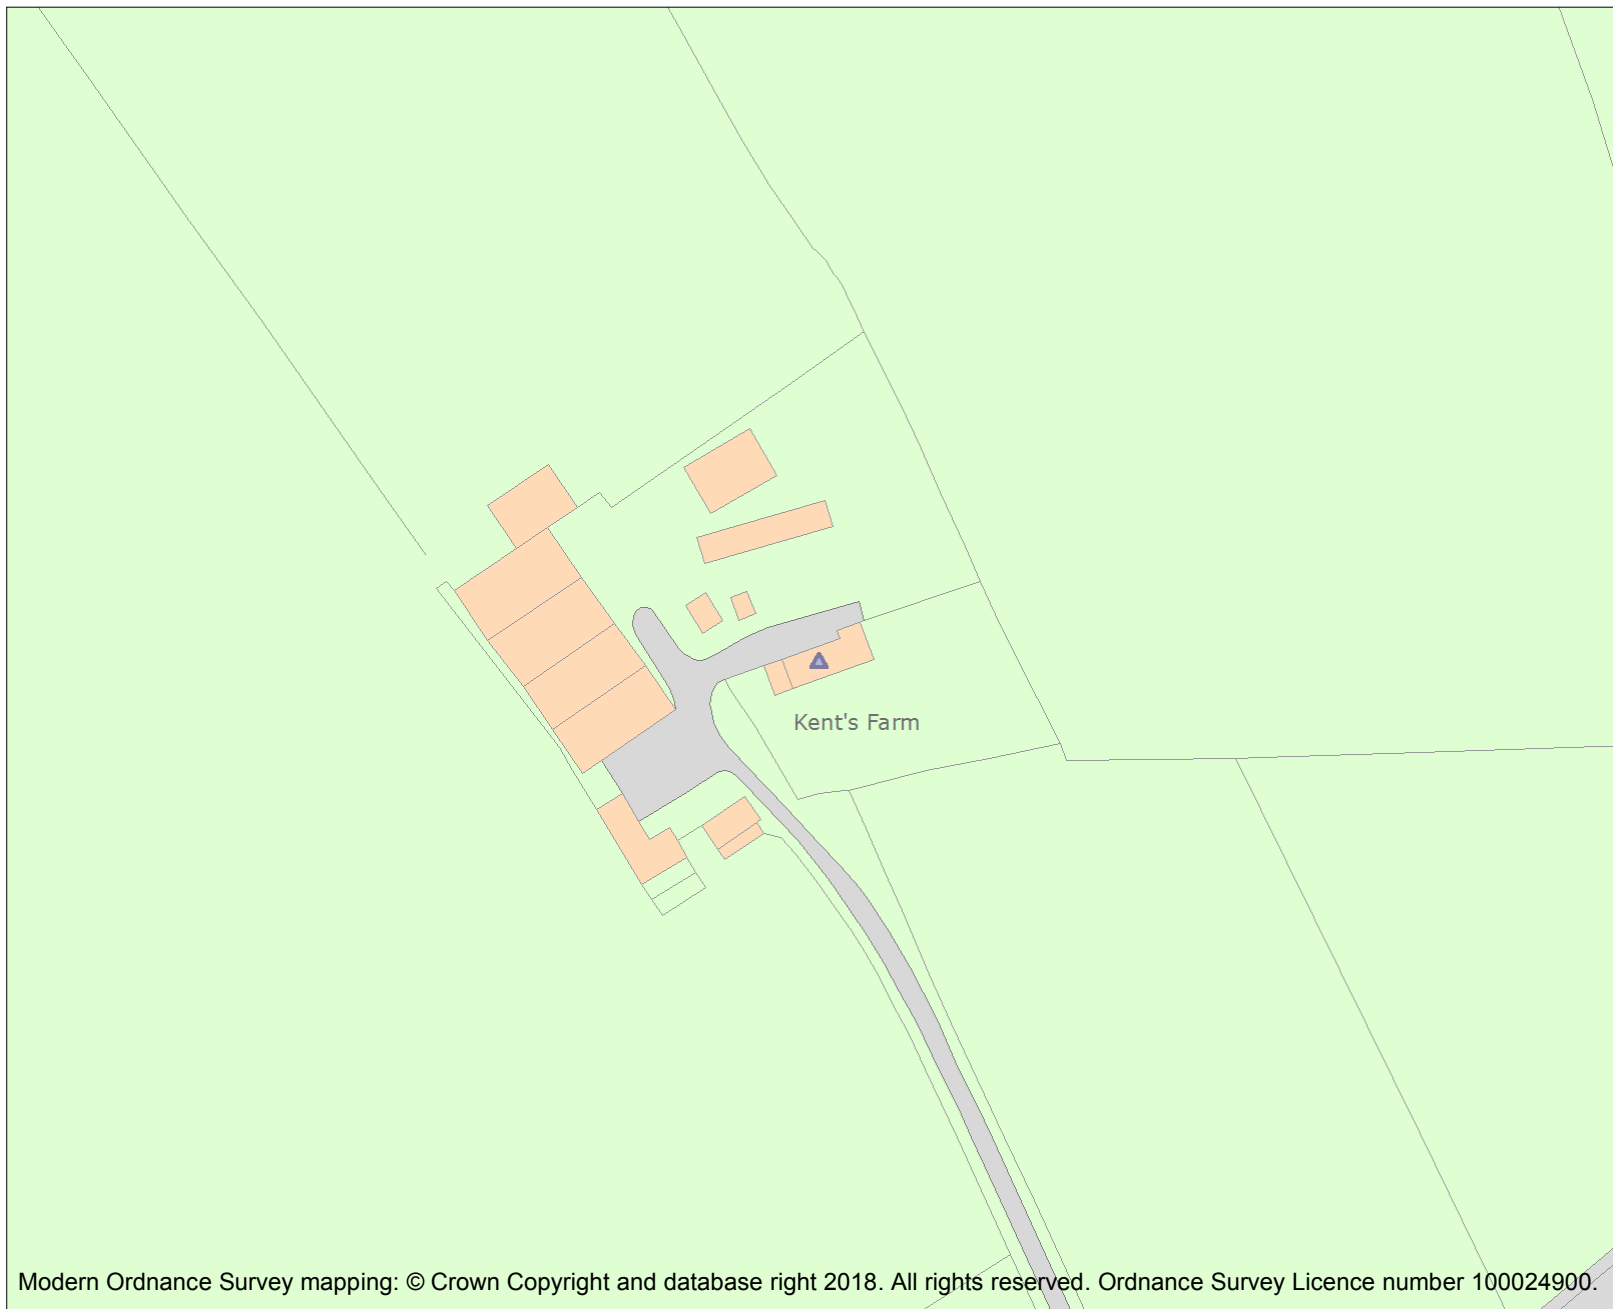 Kent's Farm
Modern Ordnance Survey mapping: © Crown Copyright and database right 2018. All rights reserved. Ordnance Survey Licence number 100024900.